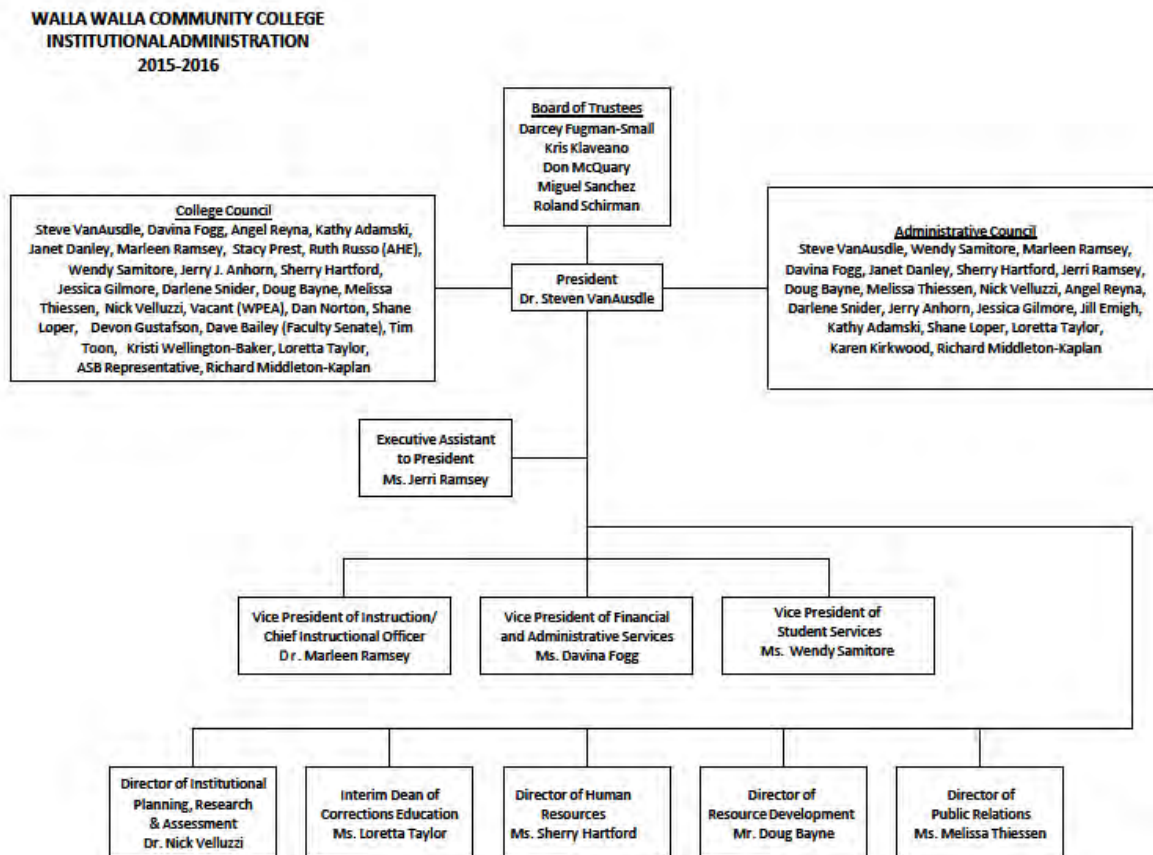 WALLA WALLA COMMUNITY COLLEGE
INSTITUTIONALADMINISTRATION
2015-2016
Board of Trustees
Darcey Fugman-Small
Kris Klaveano
Don McQuary
Miguel Sanchez
Roland Schirman
College Council
Steve VanAusdle, Davina Fogg, Angel Reyna, Kathy Adamski,
Janet Danley, Marleen Ramsey, Stacy Prest, Ruth Russo (AHE),
Wendy Samitore, Jerry J. Anhorn, Sherry Hartford,
Jessica Gilmore, Darlene Snider, Doug Bayne, Melissa
Thiessen, Nick Velluzzi, Vacant (WPEA), Dan Norton, Shane
Loper, Devon Gustafson, Dave Bailey (Faculty Senate), Tim
Toon, Kristi Wellington-Baker, Loretta Taylor,
ASB Representative, Richard Middleton-Kaplan
President
Dr. Steven VanAusdle
Administrative Council
Steve VanAusdle, Wendy Samitore, Marleen Ramsey,
Davina Fogg, Janet Danley, Sherry Hartford, Jerri Ramsey,
Doug Bayne, Melissa Thiessen, Nick Velluzzi, Angel Reyna,
Darlene Snider, Jerry Anhorn, Jessica Gilmore, Jill Emigh,
Kathy Adamski, Shane Loper, Loretta Taylor,
Karen Kirkwood, Richard Middleton-Kaplan
Executive Assistant
to President
Ms. Jerri Ramsey
Vice President of Instruction/
Chief Instructional Officer
Dr. Marleen Ramsey
Vice President of Financial
and Administrative Services
Ms. Davina Fogg
Vice President of
Student Services
Ms. Wendy Samitore
Director of Institutional
Planning, Research
& Assessment
Dr. Nick Velluzzi
Interim Dean of
Corrections Education
Ms. Loretta Taylor
Director of Human
Resources
Ms. Sherry Hartford
Director of
Resource Development
Mr. Doug Bayne
Director of
Public Relations
Ms. Melissa Thiessen